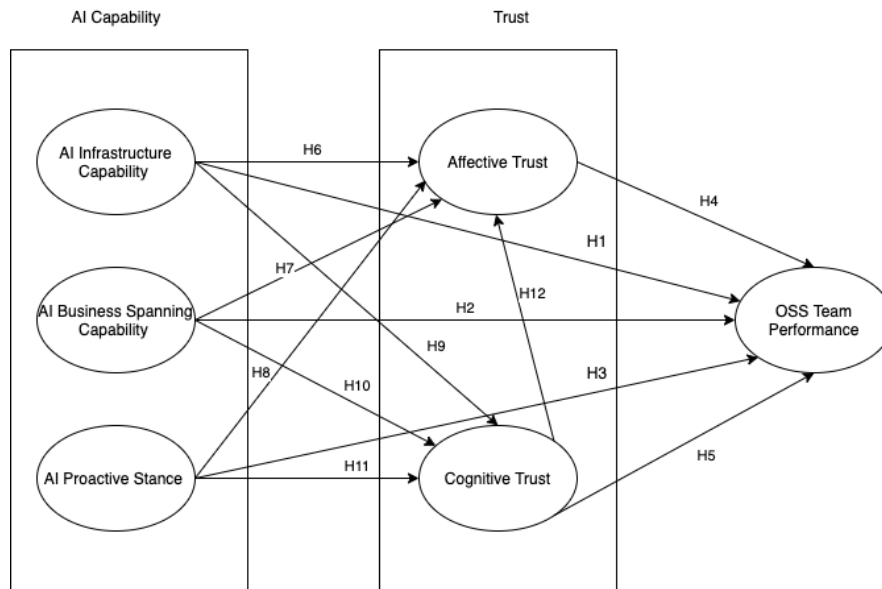 AI Capability
Trust
AI Infrastructure
Capability
H6
Affective Trust
H4
H1
H7
H12
AI Business Spanning
Capability
H2
OSS Team
Performance
H9
H8
H10
H3
AI Proactive Stance
H11
Cognitive Trust
H5